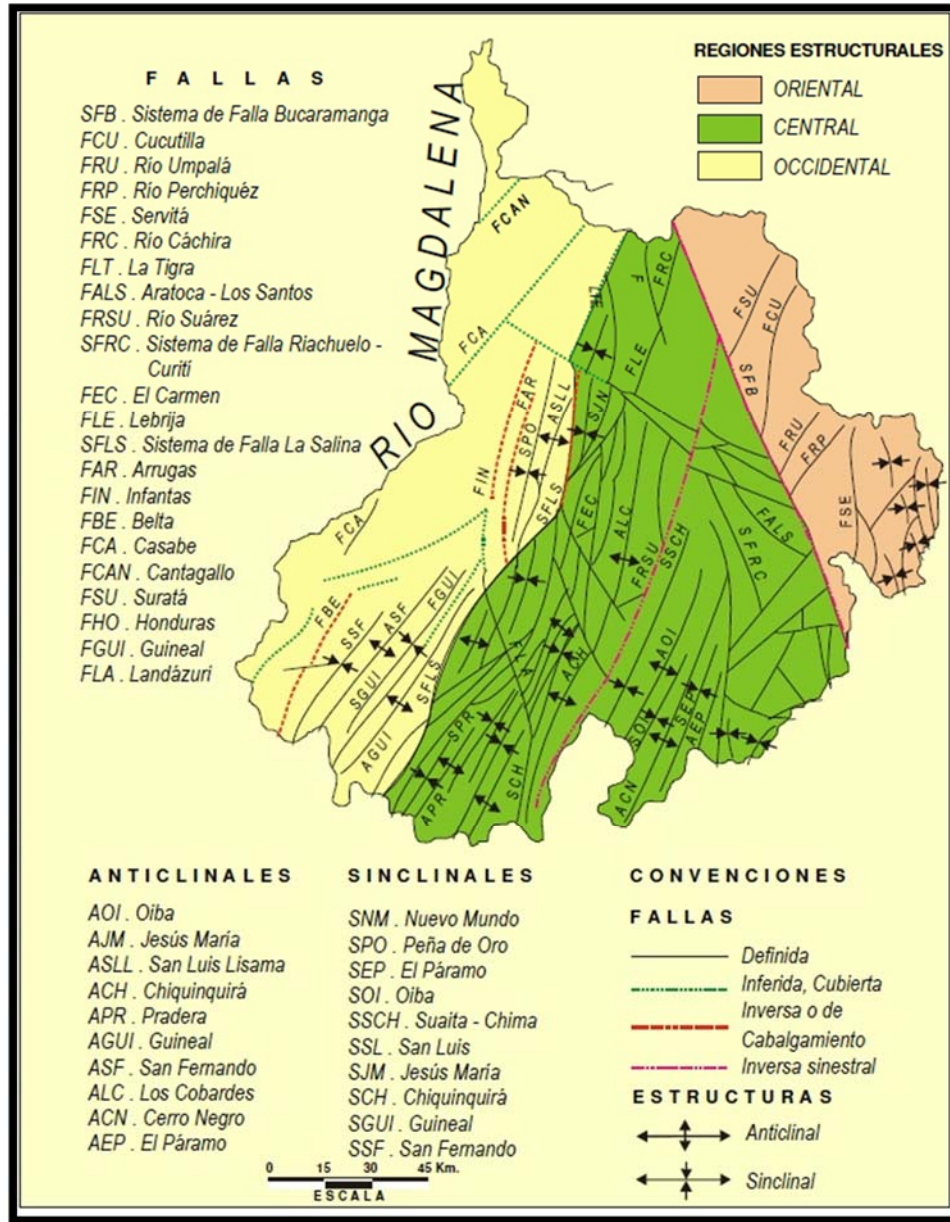 REGIONES ESTRUCTURALES
ORIENTAL
CENTRAL
OCCIDENTAL
F A L L A S
SFB . Sistema de Falla Bucaramanga
FCU . Cucutilla
FRU . Río Umpalá
FRP . Río Perchiquéz
FSE . Servitá
FRC . Río Cáchira
FLT . La Tigra
FALS . Aratoca - Los Santos
FRSU . Río Suárez
SFRC . Sistema de Falla Riachuelo -
Curití
FEC . El Carmen
FLE . Lebrija
SFLS . Sistema de Falla La Salina
FAR . Arrugas
FIN . Infantas
FBE . Belta
FCA . Casabe
FCAN . Cantagallo
FSU . Suratá
FHO . Honduras
FGUI . Guineal
FLA . Landázuri
RIO MAGDALENA
FCAN
FCA
F
FRC
FLE
FSU
FCU
SFB
FAR
ASLL
SJN
SPO
FIN
SFLS
FEC
ALC
FRSU
SSCH
FRU
FRP
FSE
FALS
SFRC
FCA
FBE
SSF
ASF
FGUI
SGUI
SFLS
AGUI
FLA
ACH
AOI
SPR
SCH
APR
SOI
SEP
AEP
ACN
ANTICLINALES
AOI . Oiba
AJM . Jesús María
ASLL . San Luis Lisama
ACH . Chiquinquirá
APR . Pradera
AGUI . Guineal
ASF . San Fernando
ALC . Los Cobardes
ACN . Cerro Negro
AEP . El Páramo
SINCLINALES
SNM . Nuevo Mundo
SPO . Peña de Oro
SEP . El Páramo
SOI . Oiba
SSCH . Suaita - Chima
SSL . San Luis
SJM . Jesús María
SCH . Chiquinquirá
SGUI . Guineal
SSF . San Fernando
CONVENCIONES
FALLAS
Definida
Inferida, Cubierta
Inversa o de
Cabalgamiento
Inversa sinestral
ESTRUCTURAS
Anticlinal
Sinclinal
0 15 30 45 Km.
ESCALA